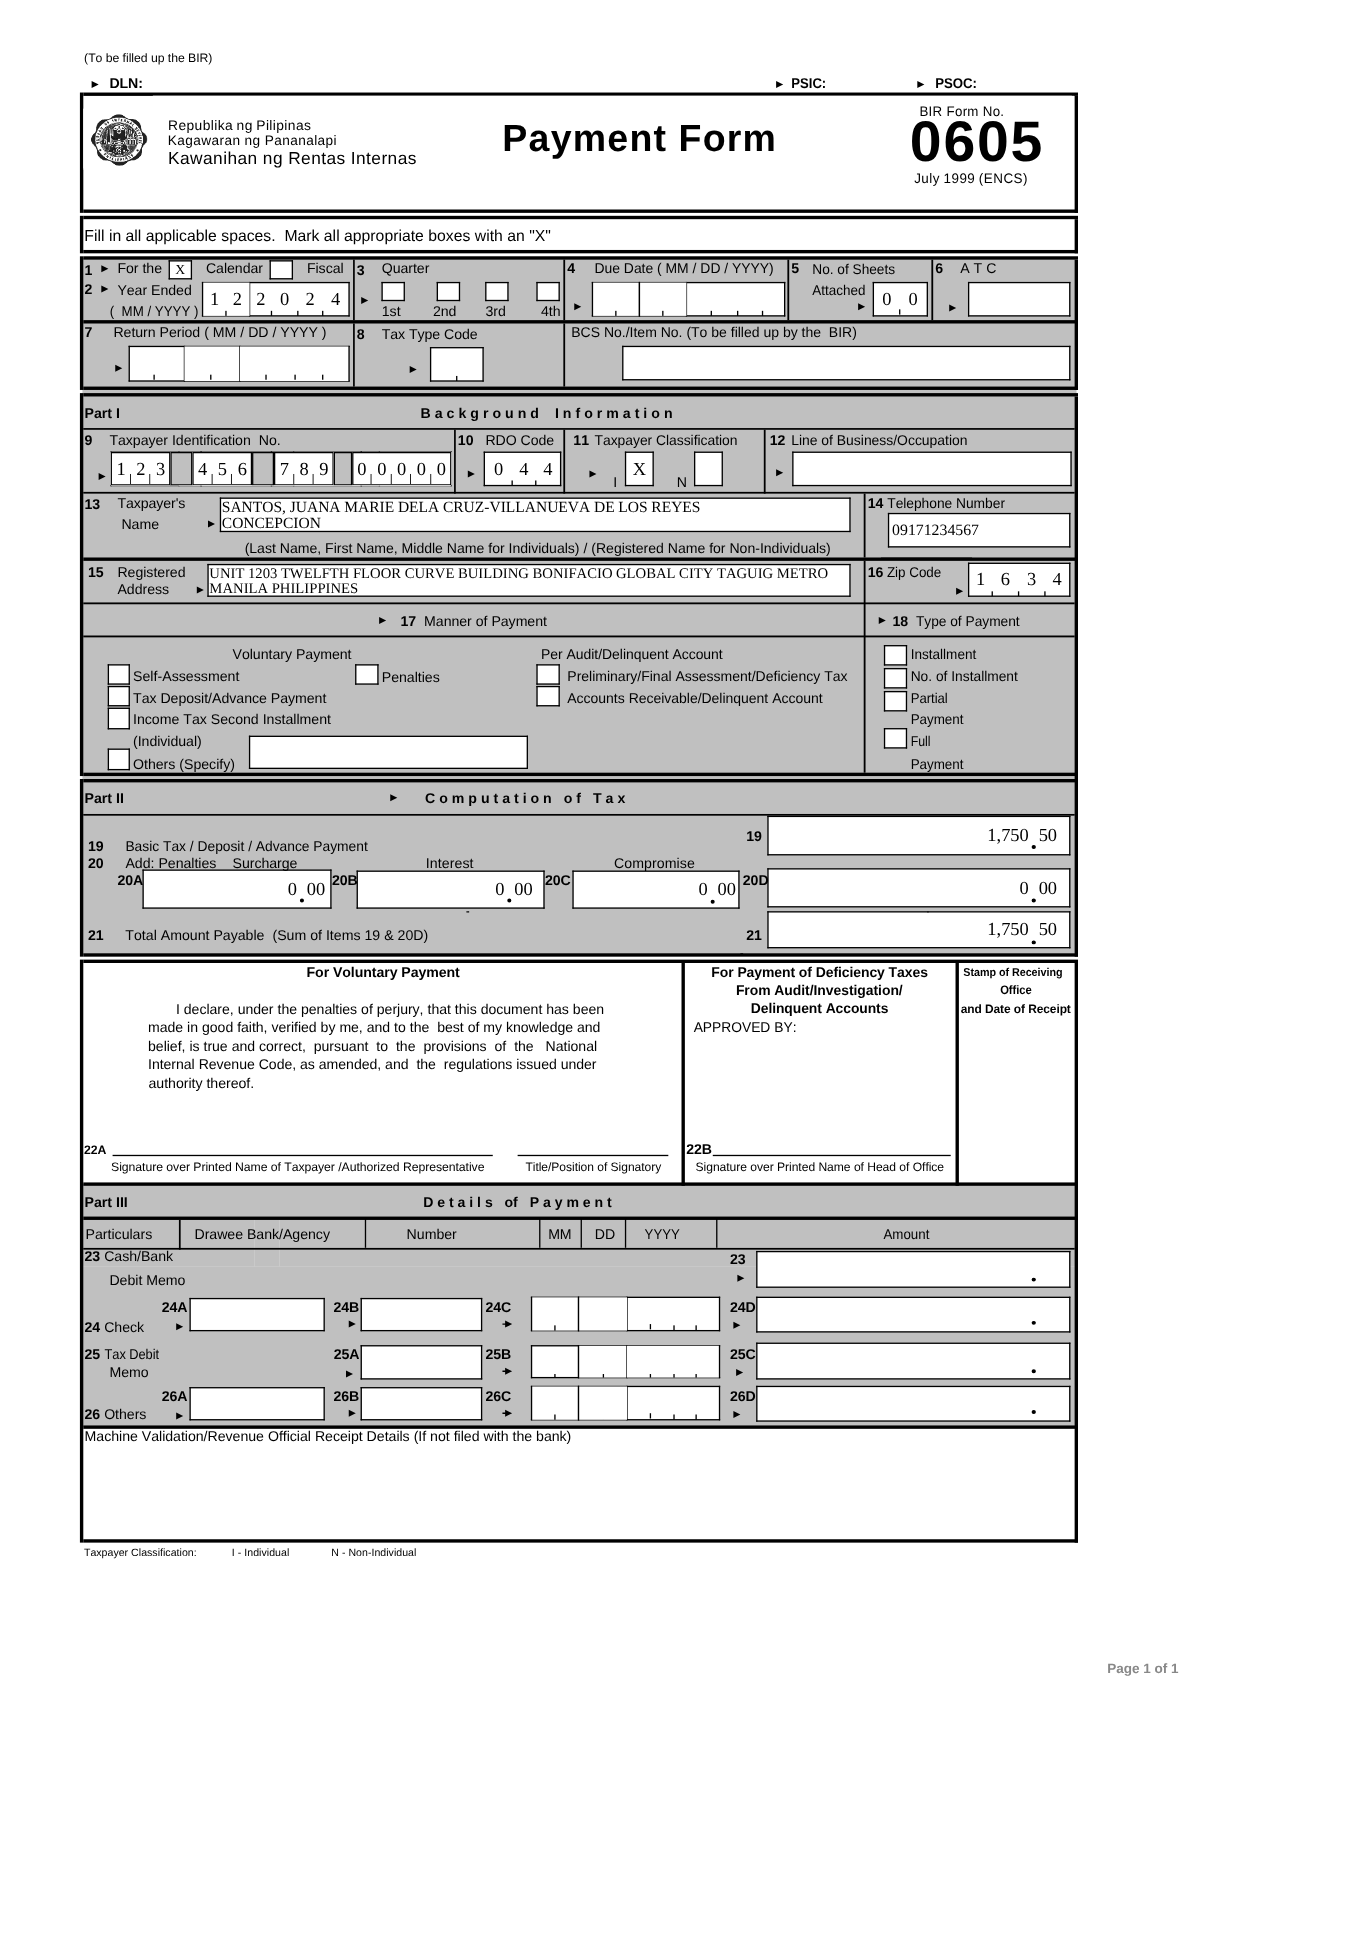 (To be filled up the BIR)
► DLN: ► PSIC: ► PSOC:
Republika ng Pilipinas
Kagawaran ng Pananalapi
Kawanihan ng Rentas Internas
Payment Form
BIR Form No.
0605
July 1999 (ENCS)
Fill in all applicable spaces. Mark all appropriate boxes with an "X"
1 ► For the X Calendar Fiscal 3 Quarter 4 Due Date ( MM / DD / YYYY) 5 No. of Sheets 6 A T C
2 ► Year Ended 1 2 2 0 2 4 ► ► Attached 0 0 ►
( MM / YYYY ) 1st 2nd 3rd 4th ►
7 Return Period ( MM / DD / YYYY ) 8 Tax Type Code BCS No./Item No. (To be filled up by the BIR)
► ►
Part I Background Information
9 Taxpayer Identification No. 10 RDO Code 11 Taxpayer Classification 12 Line of Business/Occupation
► 1 2 3 4 5 6 7 8 9 0 0 0 0 0 ► 0 4 4 ► I X N ►
13 Taxpayer's SANTOS, JUANA MARIE DELA CRUZ-VILLANUEVA DE LOS REYES 14 Telephone Number
Name ► CONCEPCION 09171234567
(Last Name, First Name, Middle Name for Individuals) / (Registered Name for Non-Individuals)
15 Registered UNIT 1203 TWELFTH FLOOR CURVE BUILDING BONIFACIO GLOBAL CITY TAGUIG METRO 16 Zip Code 1 6 3 4
Address ► MANILA PHILIPPINES ►
► 17 Manner of Payment ► 18 Type of Payment
Voluntary Payment Per Audit/Delinquent Account Installment
Self-Assessment Penalties Preliminary/Final Assessment/Deficiency Tax No. of Installment
Tax Deposit/Advance Payment Accounts Receivable/Delinquent Account Partial
Income Tax Second Installment Payment
(Individual) Full
Others (Specify) Payment
Part II ► Computation of Tax
19 1,750.50
19 Basic Tax / Deposit / Advance Payment
20 Add: Penalties Surcharge Interest Compromise
20A 0.00 20B 0.00 20C 0.00 20D 0.00
21 Total Amount Payable (Sum of Items 19 & 20D) 21 1,750.50
For Voluntary Payment
I declare, under the penalties of perjury, that this document has been
made in good faith, verified by me, and to the best of my knowledge and
belief, is true and correct, pursuant to the provisions of the National
Internal Revenue Code, as amended, and the regulations issued under
authority thereof.
22A
Signature over Printed Name of Taxpayer /Authorized Representative Title/Position of Signatory
For Payment of Deficiency Taxes
From Audit/Investigation/
Delinquent Accounts
APPROVED BY:
22B
Signature over Printed Name of Head of Office
Stamp of Receiving
Office
and Date of Receipt
Part III Details of Payment
Particulars Drawee Bank/Agency Number MM DD YYYY Amount
23 Cash/Bank 23
Debit Memo ► .
24A 24B 24C 24D
24 Check ► ► ► ► .
25 Tax Debit 25A 25B 25C
Memo ► ► ► .
26A 26B 26C 26D
26 Others ► ► ► ► .
Machine Validation/Revenue Official Receipt Details (If not filed with the bank)
Taxpayer Classification: I - Individual N - Non-Individual
Page 1 of 1